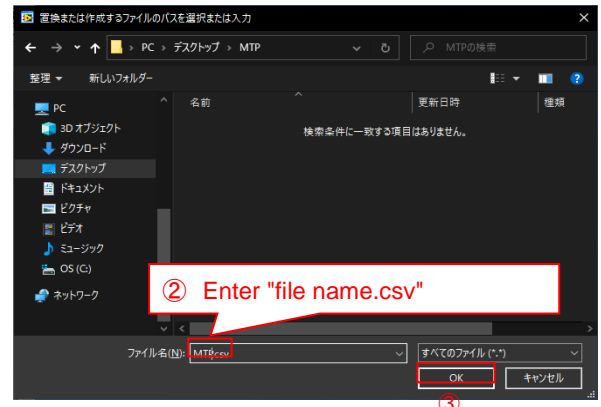 置換または作成するファイルのパスを選択または入力
PC › デスクトップ › MTP
MTPの検索
整理
新しいフォルダー
名前
更新日時
種類
検索条件に一致する項目はありません。
PC
3D オブジェクト
ダウンロード
デスクトップ
ドキュメント
ピクチャ
ビデオ
ミュージック
OS (C:)
ネットワーク
② Enter "file name.csv"
ファイル名(N): MTP.csv
すべてのファイル (*.*)
OK
キャンセル
③